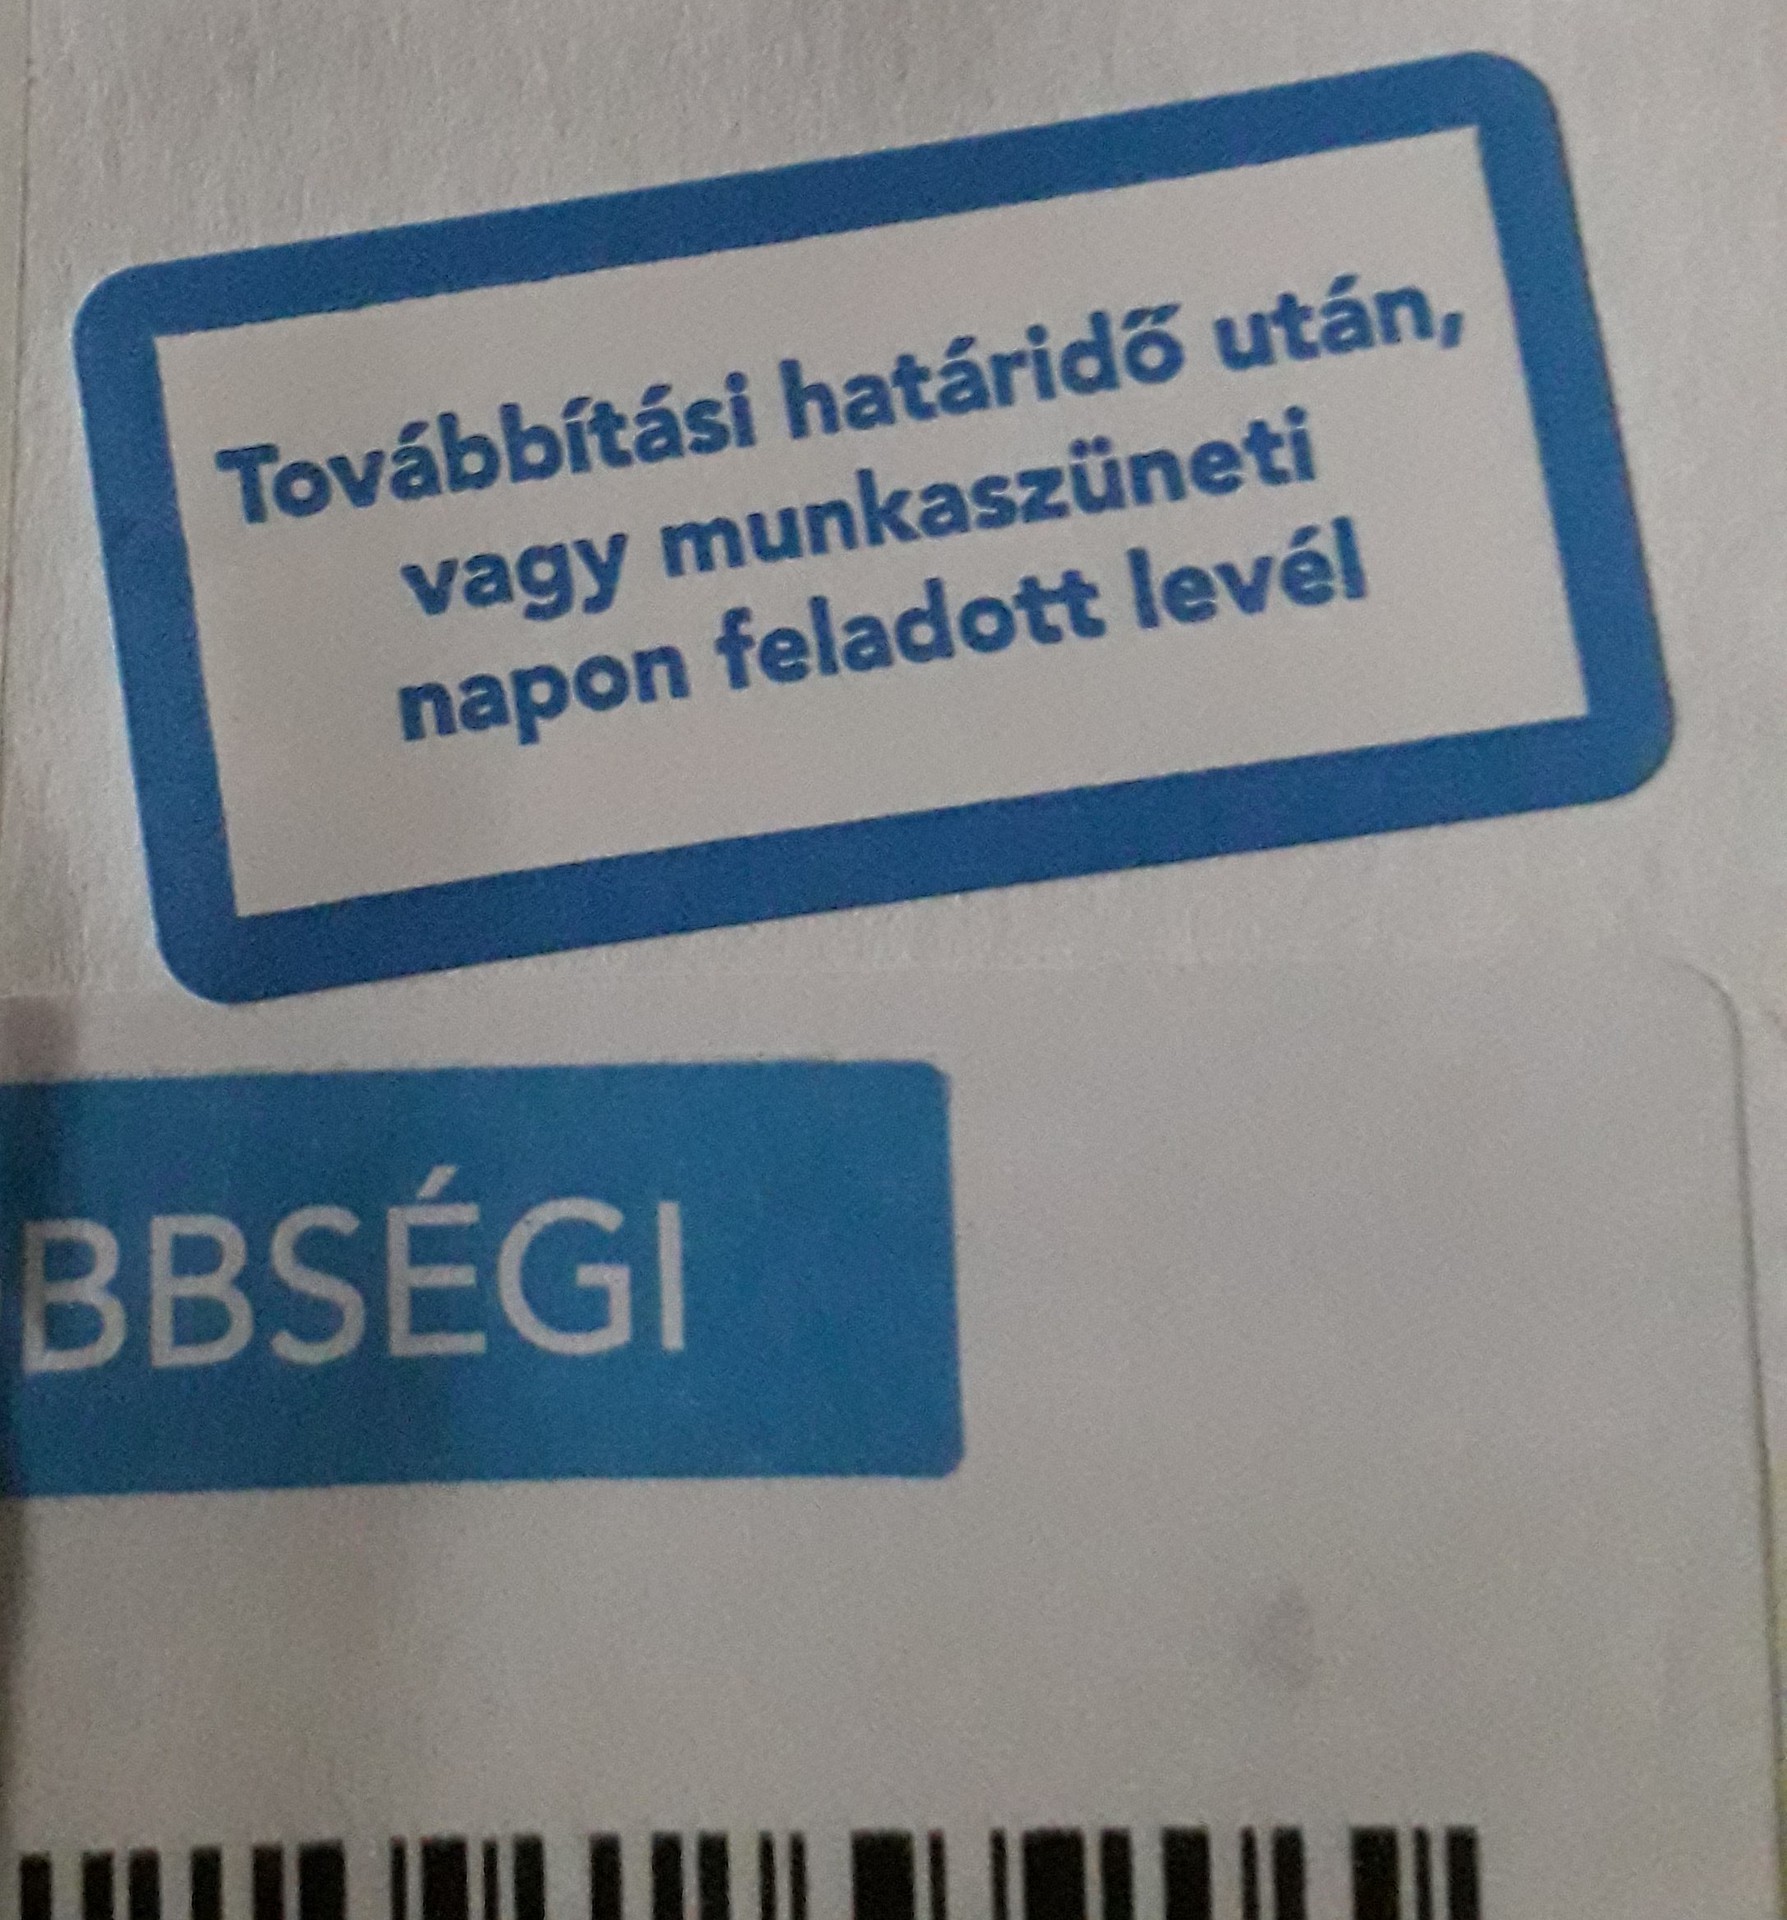 Továbbítási határidő után,
vagy munkaszüneti
napon feladott levél
BBSÉGI